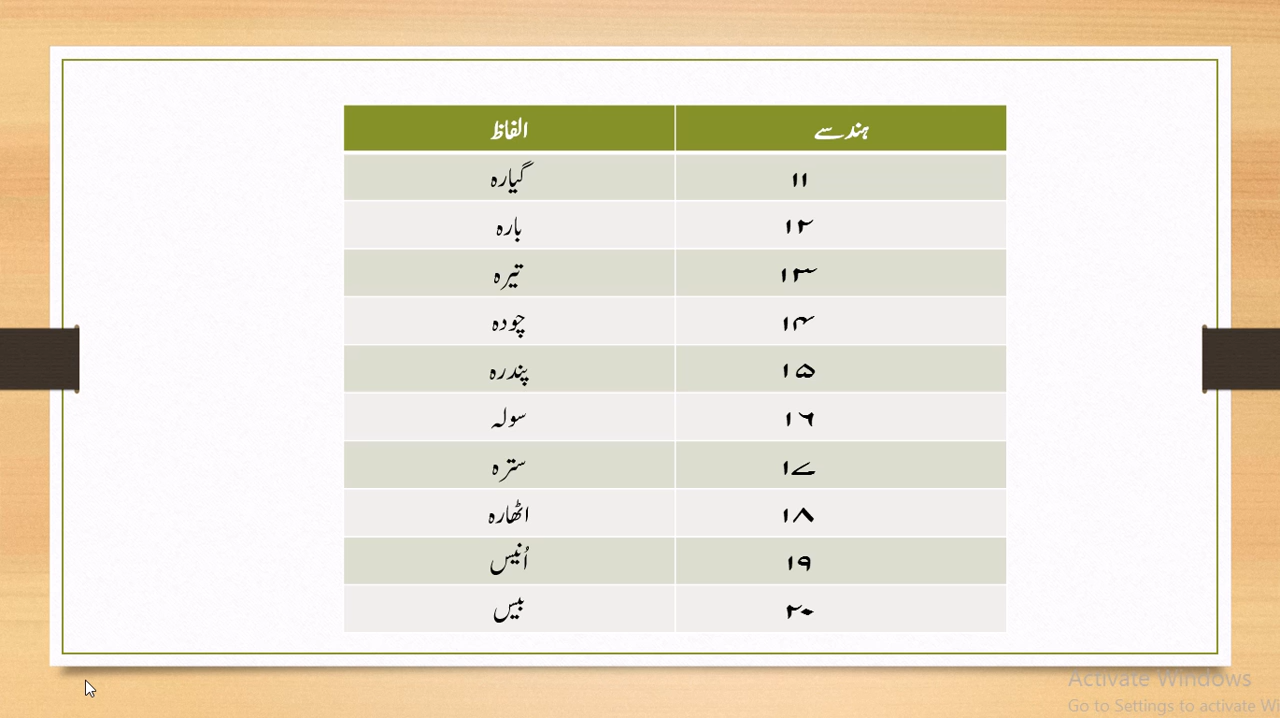 ہندسے الفاظ
۱۱ گیارہ
۱۲ بارہ
۱۳ تیرہ
۱۴ چودہ
۱۵ پندرہ
۱۶ سولہ
۱۷ سترہ
۱۸ اٹھارہ
۱۹ اُنیس
۲۰ بیس
Activate Windows
Go to Settings to activate Wi